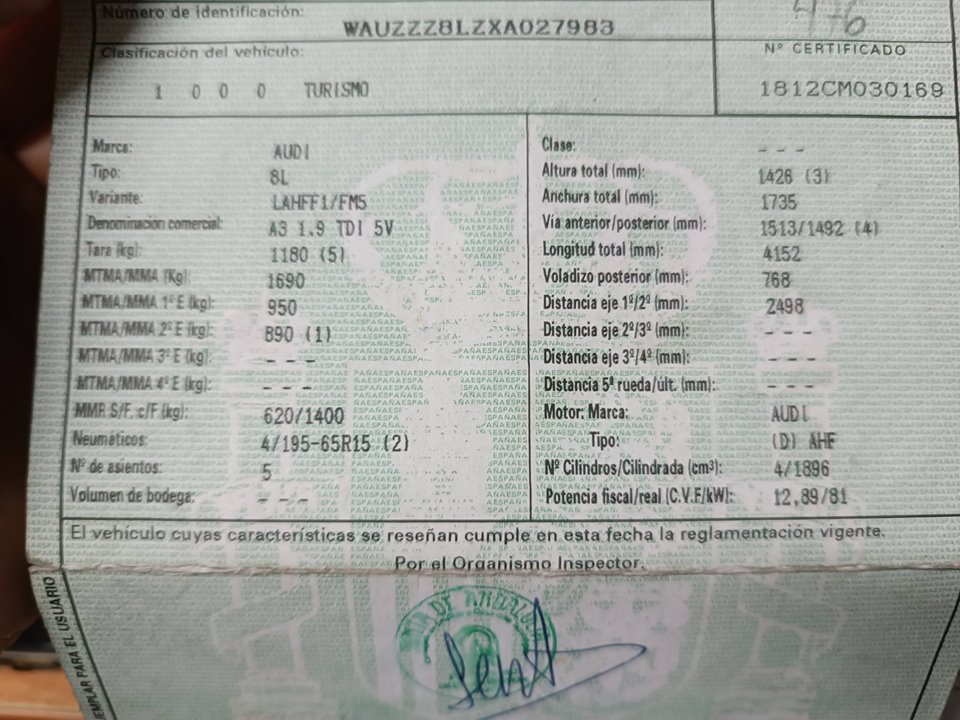 Número de identificación:
WAUZZZ8LZXA027983
Clasificación del vehículo:
1 0 0 0 TURISMO
Nº CERTIFICADO
1812CM030169
Marca: AUDI
Tipo: 8L
Variante: LAHFF1/FM5
Denominación comercial: A3 1.9 TDI 5V
Tara (kg): 1180 (5)
MTMA/MMA (Kg): 1690
MTMA/MMA 1º E (kg): 950
MTMA/MMA 2º E (kg): 890 (1)
MTMA/MMA 3º E (kg): - - -
MTMA/MMA 4º E (kg): - - -
MMR S/F, c/F (kg): 620/1400
Neumáticos: 4/195-65R15 (2)
Nº de asientos: 5
Volumen de bodega: - - -
Clase: - - -
Altura total (mm): 1426 (3)
Anchura total (mm): 1735
Vía anterior/posterior (mm): 1513/1492 (4)
Longitud total (mm): 4152
Voladizo posterior (mm): 768
Distancia eje 1º/2º (mm): 2498
Distancia eje 2º/3º (mm): - - -
Distancia eje 3º/4º (mm): - - -
Distancia 5ª rueda/últ. (mm): - - -
Motor: Marca: AUDI
Tipo: (D) AHF
Nº Cilindros/Cilindrada (cm³): 4/1896
Potencia fiscal/real (C.V.F/kW): 12,89/81
El vehículo cuyas características se reseñan cumple en esta fecha la reglamentación vigente.
Por el Organismo Inspector,
EJEMPLAR PARA EL USUARIO
DE ANDALUCIA